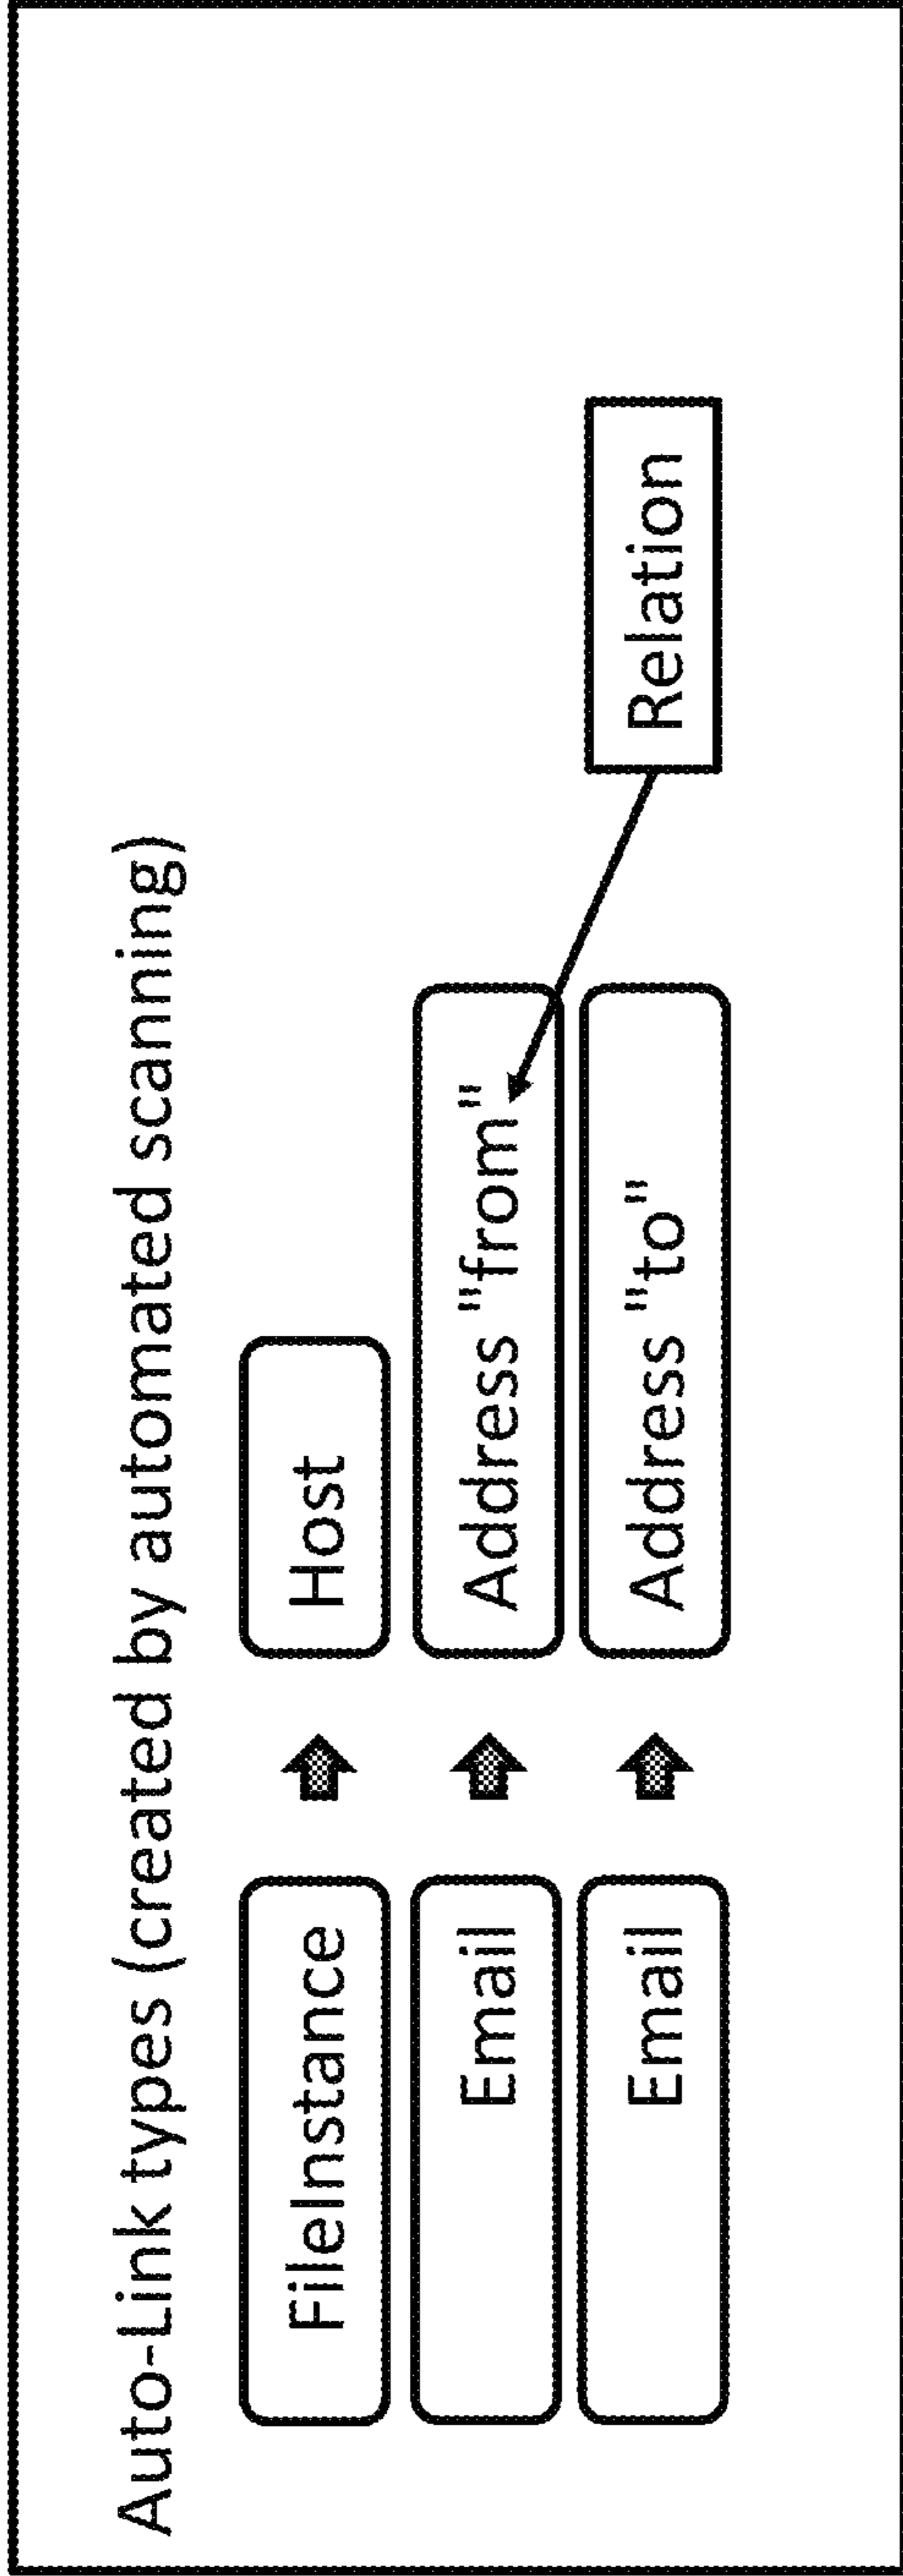 Auto-Link types (created by automated scanning)
FileInstance
Host
Email
Address "from"
Email
Address "to"
Relation